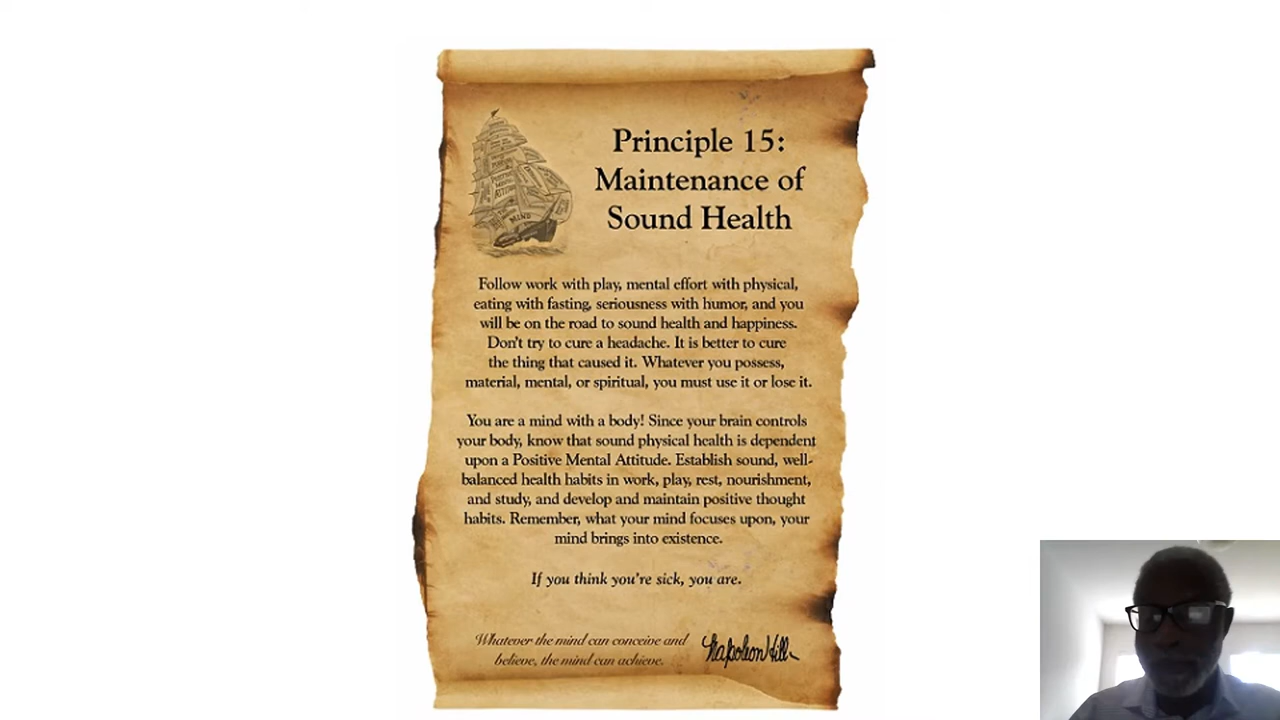 Principle 15:
Maintenance of
Sound Health
Follow work with play, mental effort with physical,
eating with fasting, seriousness with humor, and you
will be on the road to sound health and happiness.
Don't try to cure a headache. It is better to cure
the thing that caused it. Whatever you possess,
material, mental, or spiritual, you must use it or lose it.
You are a mind with a body! Since your brain controls
your body, know that sound physical health is dependent
upon a Positive Mental Attitude. Establish sound, well-
balanced health habits in work, play, rest, nourishment,
and study, and develop and maintain positive thought
habits. Remember, what your mind focuses upon, your
mind brings into existence.
If you think you're sick, you are.
Whatever the mind can conceive and
believe, the mind can achieve.
Napoleon Hill